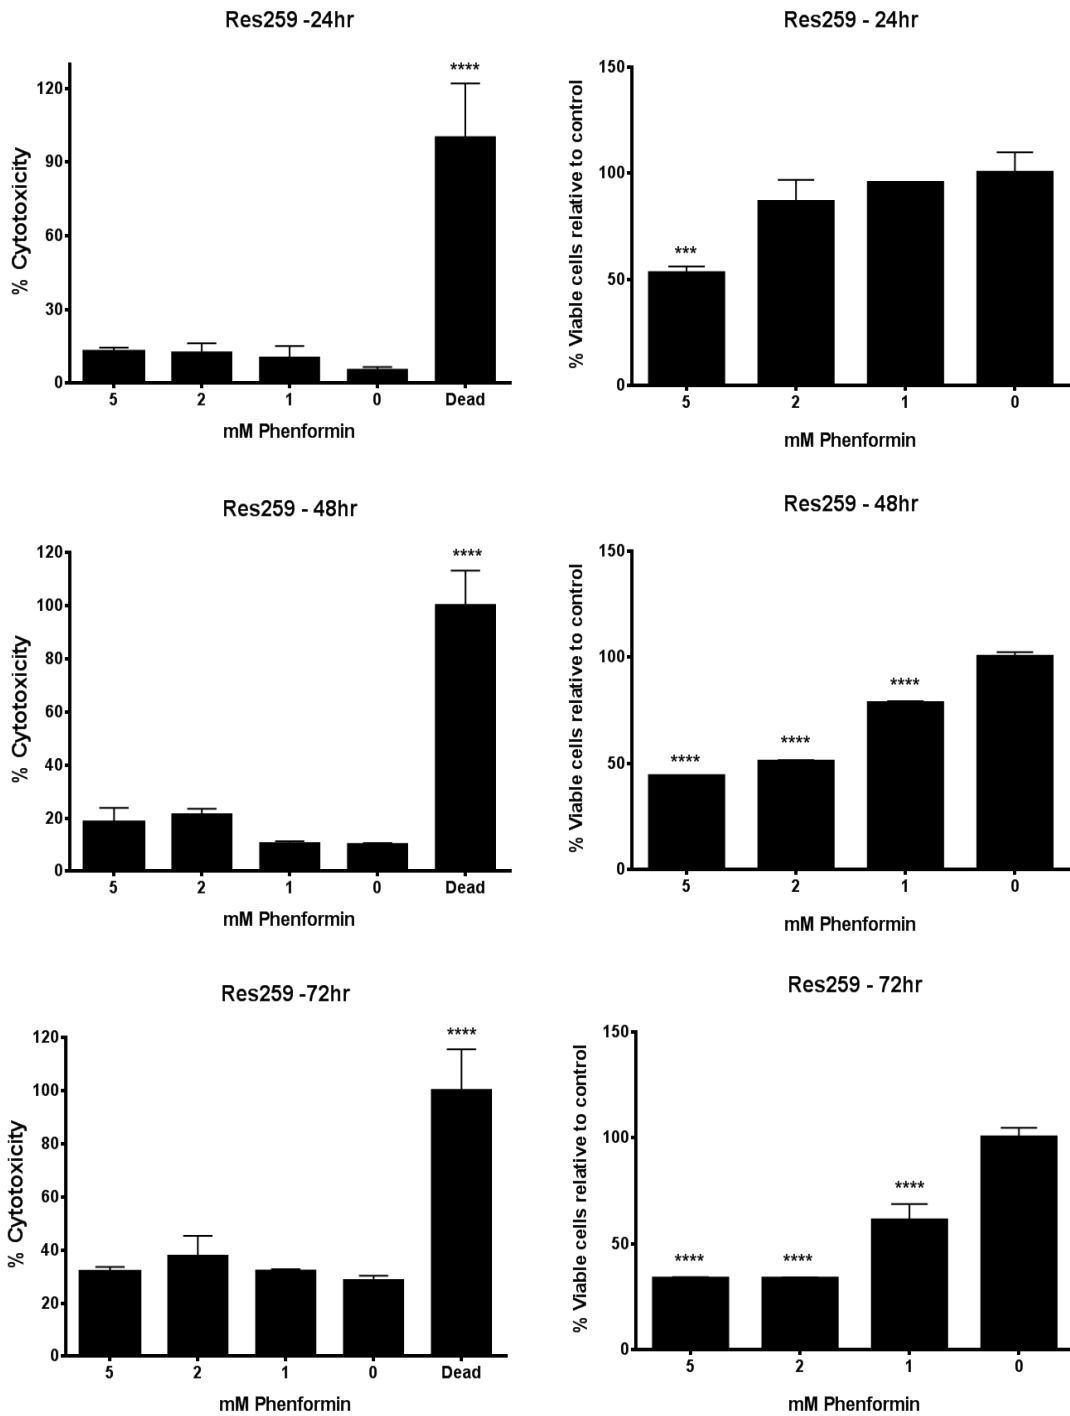 Res259 -24hr
****
120
90
60
30
0
% Cytotoxicity
5 2 1 0 Dead
mM Phenformin
Res259 - 24hr
150
100
50
0
% Viable cells relative to control
***
5 2 1 0
mM Phenformin
Res259 - 48hr
****
120
100
80
60
40
20
0
% Cytotoxicity
5 2 1 0 Dead
mM Phenformin
Res259 - 48hr
150
100
50
0
% Viable cells relative to control
**** **** ****
5 2 1 0
mM Phenformin
Res259 -72hr
****
120
100
80
60
40
20
0
% Cytotoxicity
5 2 1 0 Dead
mM Phenformin
Res259 - 72hr
150
100
50
0
% Viable cells relative to control
**** **** ****
5 2 1 0
mM Phenformin